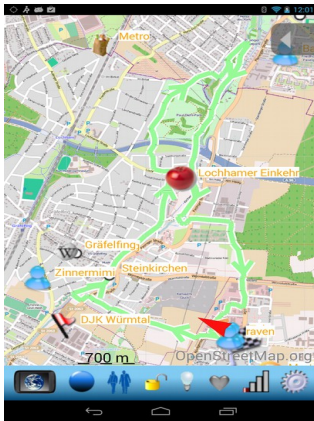 12:01
Metro
Lochhamer Einkehr
Gräfelfing
Zinnermim
Steinkirchen
DJK Würmtal
raven
700 m
OpenStreetMap.org